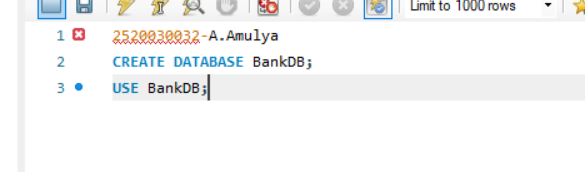 Limit to 1000 rows
1 2520030032-A.Amulya
2 CREATE DATABASE BankDB;
3 USE BankDB;